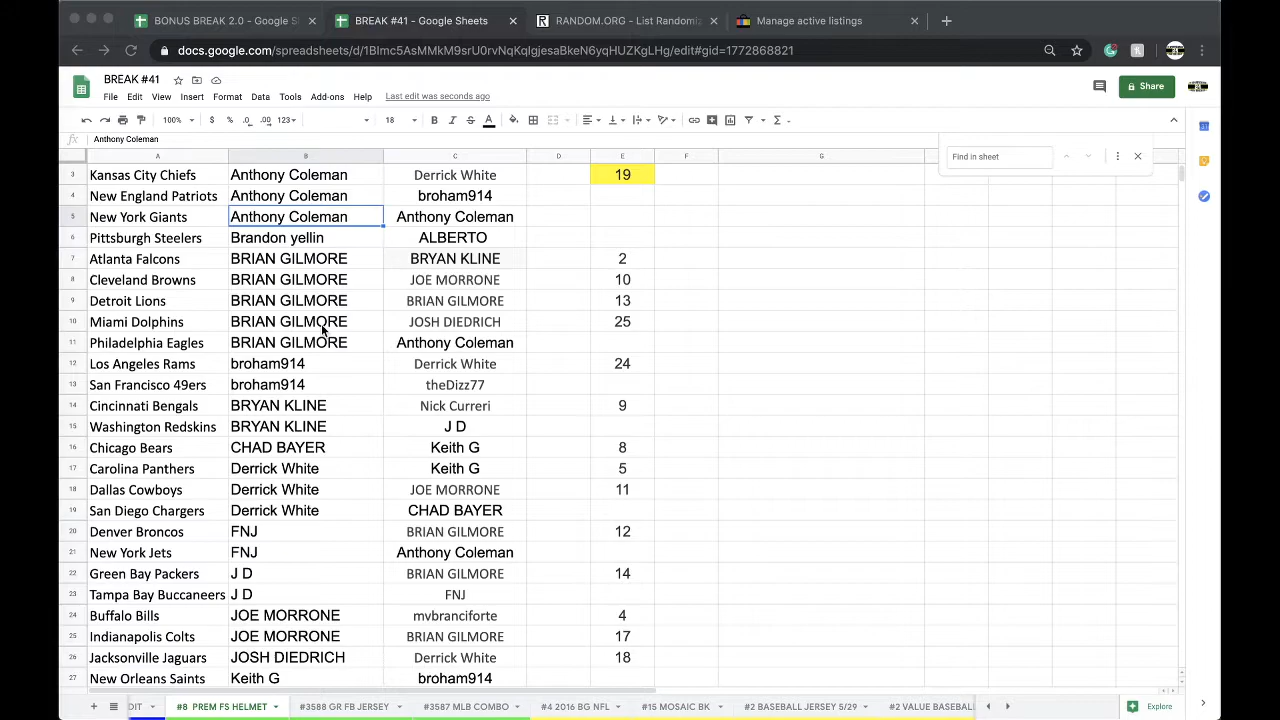 BONUS BREAK 2.0 - Google S
BREAK #41 - Google Sheets
RANDOM.ORG - List Randomi
Manage active listings
docs.google.com/spreadsheets/d/1BImc5AsMMkM9srU0rvNqKqIgjesaBkeN6yqHUZKgLHg/edit#gid=1772868821
BREAK #41
File Edit View Insert Format Data Tools Add-ons Help Last edit was seconds ago
Share
100% $ % .0 .00 123 18 B I S A
fx Anthony Coleman
Find in sheet
A B C D E F G
3 Kansas City Chiefs Anthony Coleman Derrick White 19
4 New England Patriots Anthony Coleman broham914
5 New York Giants Anthony Coleman Anthony Coleman
6 Pittsburgh Steelers Brandon yellin ALBERTO
7 Atlanta Falcons BRIAN GILMORE BRYAN KLINE 2
8 Cleveland Browns BRIAN GILMORE JOE MORRONE 10
9 Detroit Lions BRIAN GILMORE BRIAN GILMORE 13
10 Miami Dolphins BRIAN GILMORE JOSH DIEDRICH 25
11 Philadelphia Eagles BRIAN GILMORE Anthony Coleman
12 Los Angeles Rams broham914 Derrick White 24
13 San Francisco 49ers broham914 theDizz77
14 Cincinnati Bengals BRYAN KLINE Nick Curreri 9
15 Washington Redskins BRYAN KLINE J D
16 Chicago Bears CHAD BAYER Keith G 8
17 Carolina Panthers Derrick White Keith G 5
18 Dallas Cowboys Derrick White JOE MORRONE 11
19 San Diego Chargers Derrick White CHAD BAYER
20 Denver Broncos FNJ BRIAN GILMORE 12
21 New York Jets FNJ Anthony Coleman
22 Green Bay Packers J D BRIAN GILMORE 14
23 Tampa Bay Buccaneers J D FNJ
24 Buffalo Bills JOE MORRONE mvbranciforte 4
25 Indianapolis Colts JOE MORRONE BRIAN GILMORE 17
26 Jacksonville Jaguars JOSH DIEDRICH Derrick White 18
27 New Orleans Saints Keith G broham914
DIT #8 PREM FS HELMET #3588 GR FB JERSEY #3587 MLB COMBO #4 2016 BG NFL #15 MOSAIC BK #2 BASEBALL JERSEY 5/29 #2 VALUE BASEBAL Explore